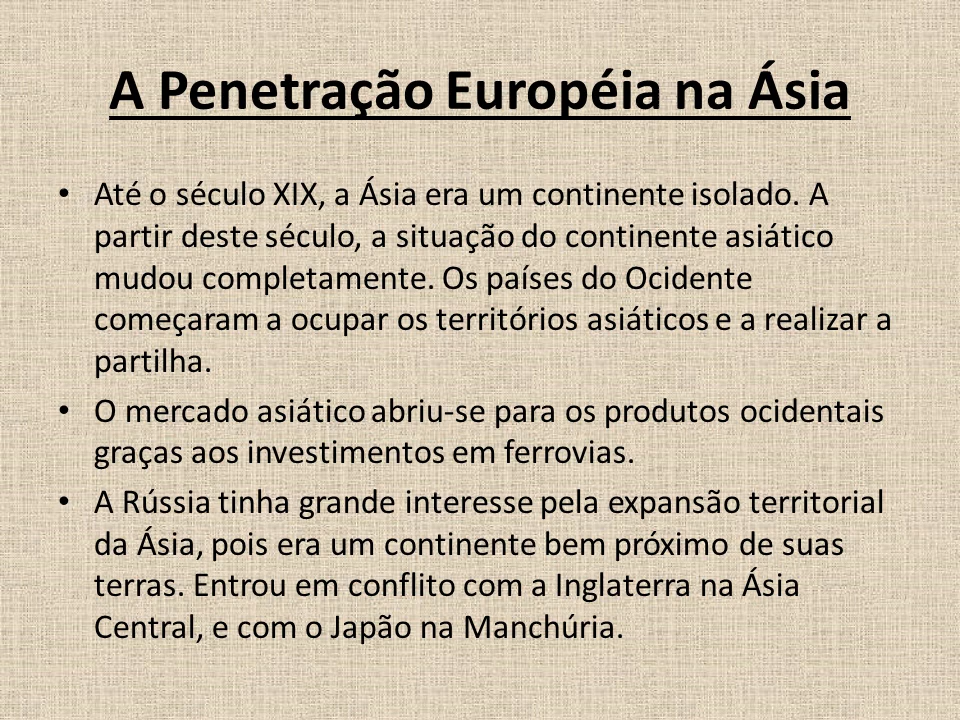 A Penetração Européia na Ásia
• Até o século XIX, a Ásia era um continente isolado. A
partir deste século, a situação do continente asiático
mudou completamente. Os países do Ocidente
começaram a ocupar os territórios asiáticos e a realizar a
partilha.
• O mercado asiático abriu-se para os produtos ocidentais
graças aos investimentos em ferrovias.
• A Rússia tinha grande interesse pela expansão territorial
da Ásia, pois era um continente bem próximo de suas
terras. Entrou em conflito com a Inglaterra na Ásia
Central, e com o Japão na Manchúria.